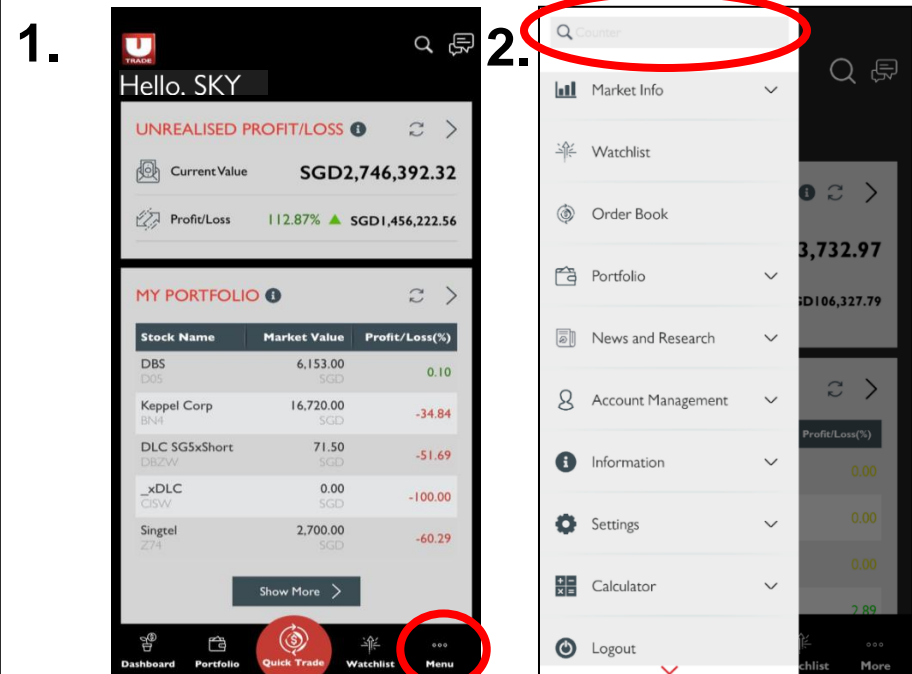 1.
U
TRADE
Hello, SKY
UNREALISED PROFIT/LOSS
Current Value SGD2,746,392.32
Profit/Loss 112.87% ▲ SGD1,456,222.56
MY PORTFOLIO
Stock Name Market Value Profit/Loss(%)
DBS 6,153.00 0.10
D05 SGD
Keppel Corp 16,720.00 -34.84
BN4 SGD
DLC SG5xShort 71.50 -51.69
DBZW SGD
_xDLC 0.00 -100.00
CISW SGD
Singtel 2,700.00 -60.29
Z74 SGD
Show More
Dashboard Portfolio Quick Trade Watchlist Menu
2.
Counter
Market Info
Watchlist
Order Book
Portfolio
News and Research
Account Management
Information
Settings
Calculator
Logout
3,732.97
GD106,327.79
Profit/Loss(%)
0.00
0.00
0.00
2.89
chlist More